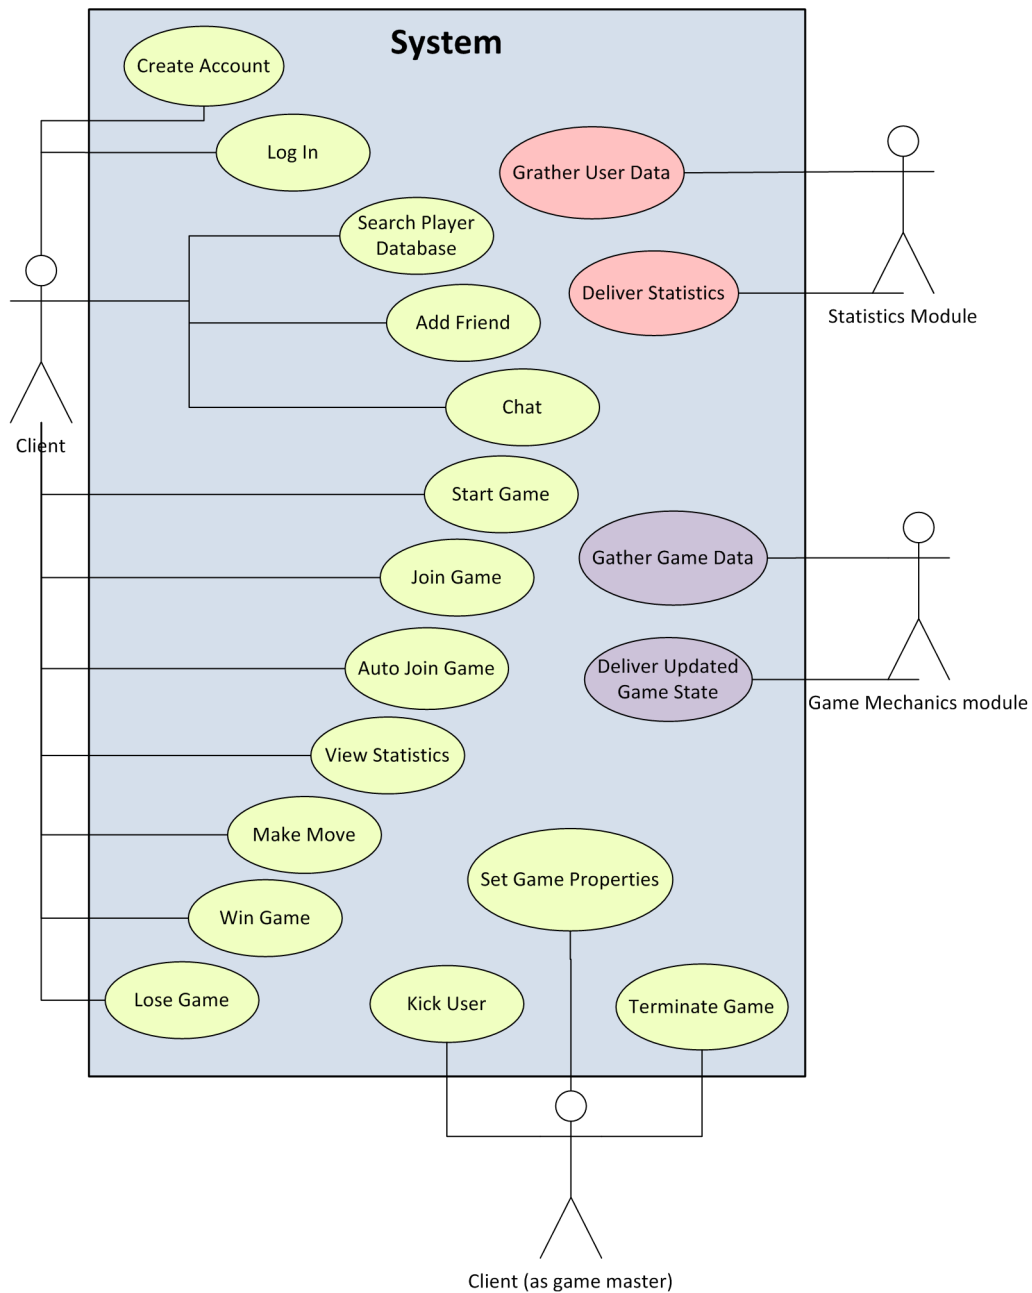 System
Create Account
Log In
Grather User Data
Search Player
Database
Deliver Statistics
Statistics Module
Add Friend
Chat
Client
Start Game
Gather Game Data
Join Game
Auto Join Game
Deliver Updated
Game State
Game Mechanics module
View Statistics
Make Move
Set Game Properties
Win Game
Lose Game
Kick User
Terminate Game
Client (as game master)